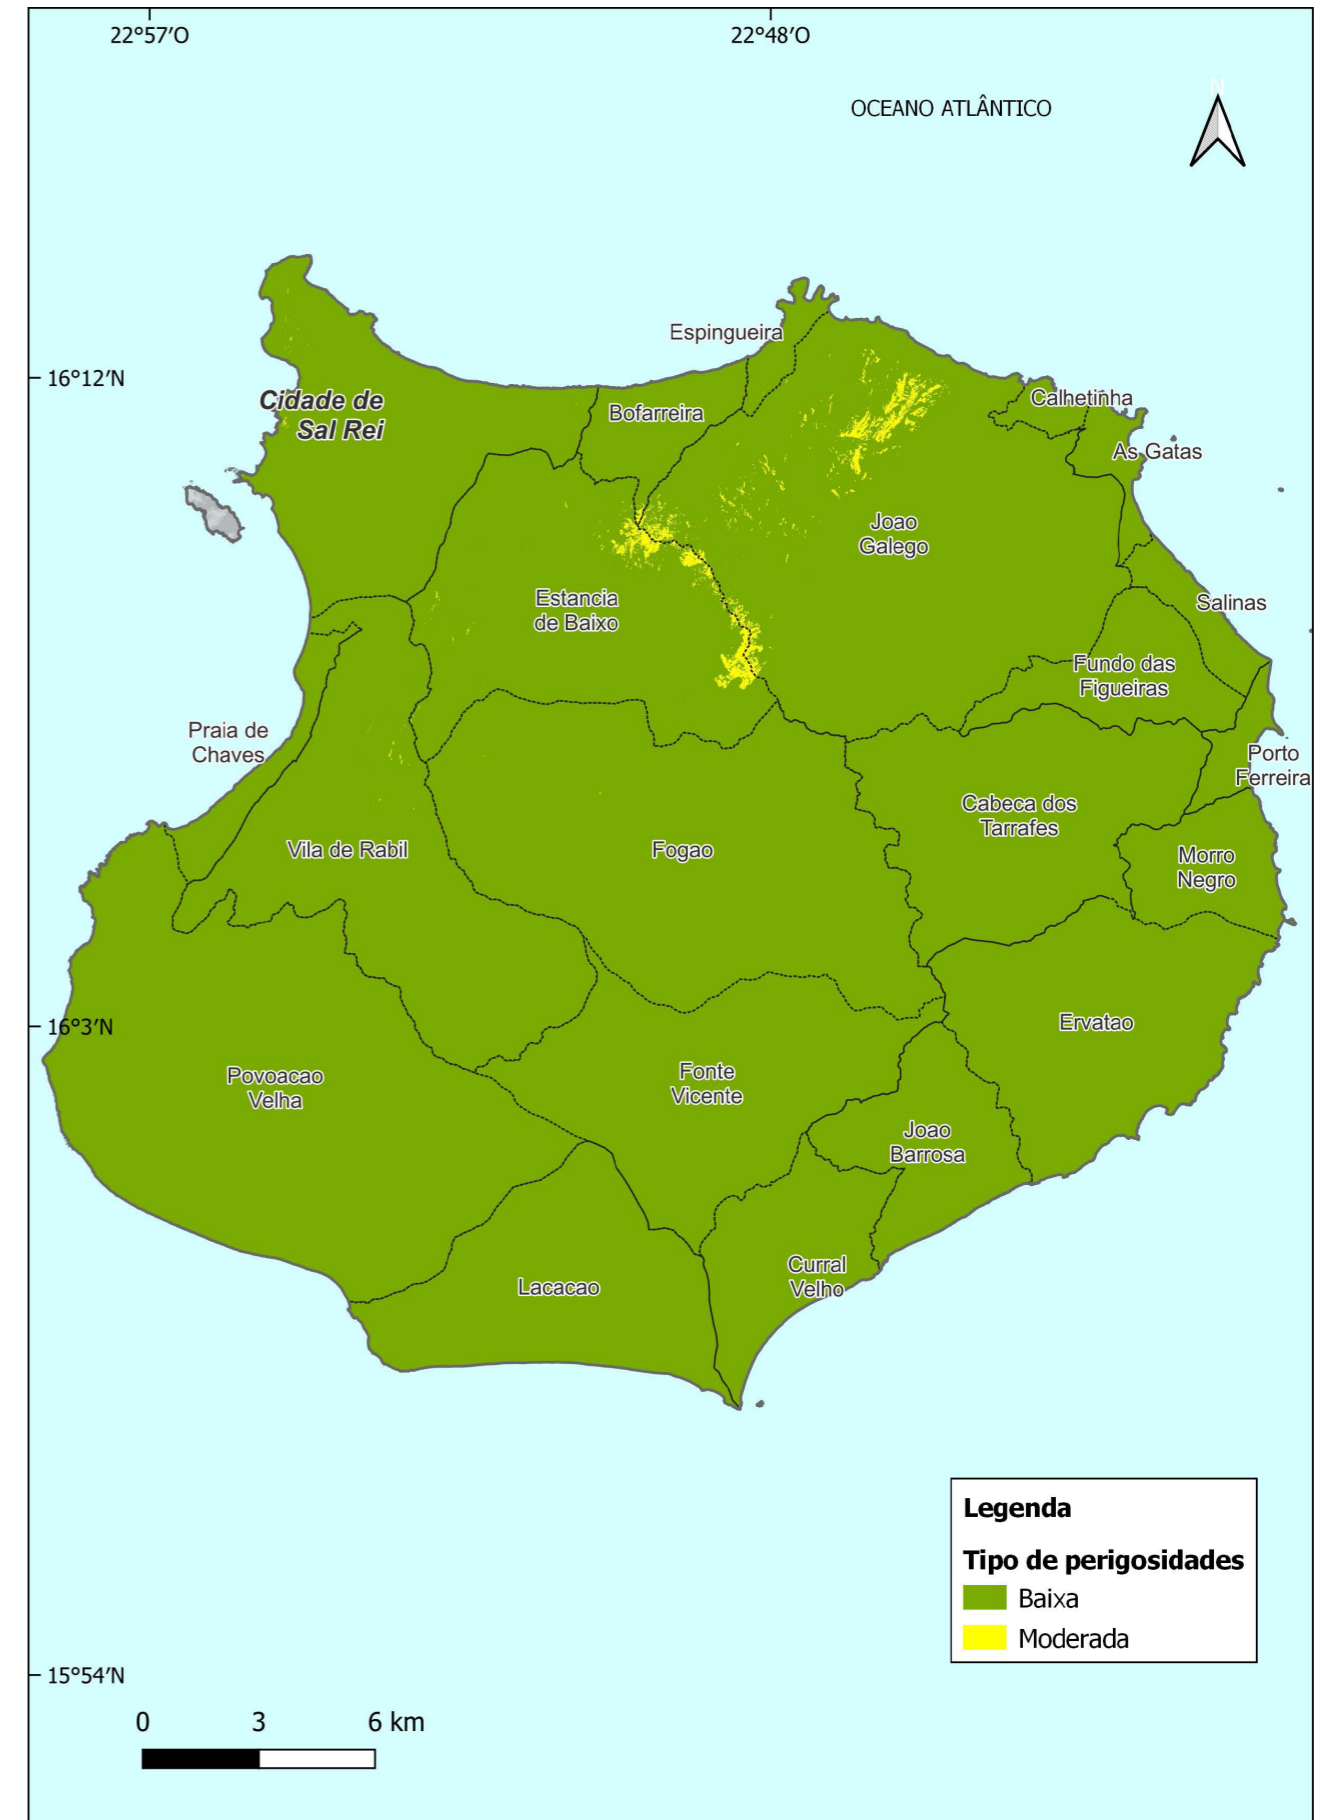 22°57′O
22°48′O
OCEANO ATLÂNTICO
N
Espingueira
16°12′N
Cidade de
Sal Rei
Bofarreira
Calhetinha
As Gatas
Joao
Galego
Estancia
de Baixo
Salinas
Fundo das
Figueiras
Praia de
Chaves
Porto
Ferreira
Cabeca dos
Tarrafes
Vila de Rabil
Fogao
Morro
Negro
16°3′N
Ervatao
Povoacao
Velha
Fonte
Vicente
Joao
Barrosa
Lacacao
Curral
Velho
Legenda
Tipo de perigosidades
Baixa
Moderada
15°54′N
0 3 6 km